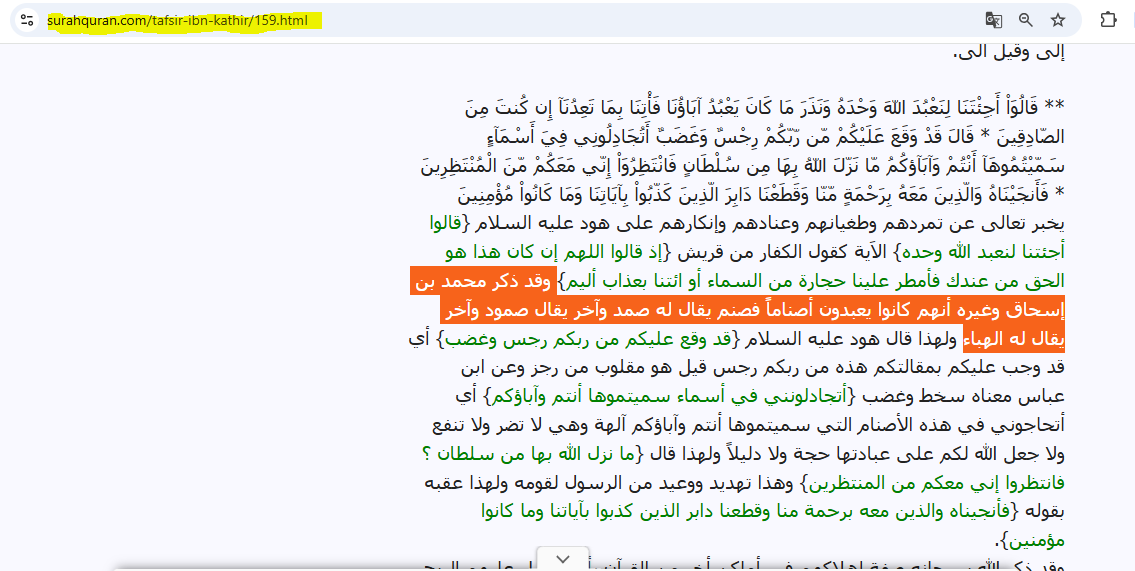 surahquran.com/tafsir-ibn-kathir/159.html
إلى وقيل الى.
** قَالُوَاْ أَجِئْتَنَا لِنَعْبُدَ اللّهَ وَحْدَهُ وَنَذَرَ مَا كَانَ يَعْبُدُ آبَاؤُنَا فَأْتِنَا بِمَا تَعِدُنَآ إِن كُنتَ مِنَ
الصّادِقِينَ * قَالَ قَدْ وَقَعَ عَلَيْكُمْ مّن رّبّكُمْ رِجْسٌ وَغَضَبٌ أَتُجَادِلُونِي فِيَ أَسْمَآءٍ
سَمّيْتُمُوهَآ أَنْتُمْ وَآبَآؤكُمُ مّا نَزّلَ اللّهُ بِهَا مِن سُلْطَانٍ فَانْتَظِرُوَاْ إِنّي مَعَكُمْ مّنَ الْمُنْتَظِرِينَ
* فَأَنجَيْنَاهُ وَالّذِينَ مَعَهُ بِرَحْمَةٍ مّنّا وَقَطَعْنَا دَابِرَ الّذِينَ كَذّبُواْ بِآيَاتِنَا وَمَا كَانُواْ مُؤْمِنِينَ
يخبر تعالى عن تمردهم وطغيانهم وعنادهم وإنكارهم على هود عليه السلام {قالوا
أجئتنا لنعبد الله وحده} الاَية كقول الكفار من قريش {إذ قالوا اللهم إن كان هذا هو
الحق من عندك فأمطر علينا حجارة من السماء أو ائتنا بعذاب أليم} وقد ذكر محمد بن
إسحاق وغيره أنهم كانوا يعبدون أصناماً فصنم يقال له صمد وآخر يقال صمود وآخر
يقال له الهباء ولهذا قال هود عليه السلام {قد وقع عليكم من ربكم رجس وغضب} أي
قد وجب عليكم بمقالتكم هذه من ربكم رجس قيل هو مقلوب من رجز وعن ابن
عباس معناه سخط وغضب {أتجادلونني في أسماء سميتموها أنتم وآباؤكم} أي
أتحاجوني في هذه الأصنام التي سميتموها أنتم وآباؤكم آلهة وهي لا تضر ولا تنفع
ولا جعل الله لكم على عبادتها حجة ولا دليلاً ولهذا قال {ما نزل الله بها من سلطان ؟
فانتظروا إني معكم من المنتظرين} وهذا تهديد ووعيد من الرسول لقومه ولهذا عقبه
بقوله {فأنجيناه والذين معه برحمة منا وقطعنا دابر الذين كذبوا بآياتنا وما كانوا
مؤمنين}.